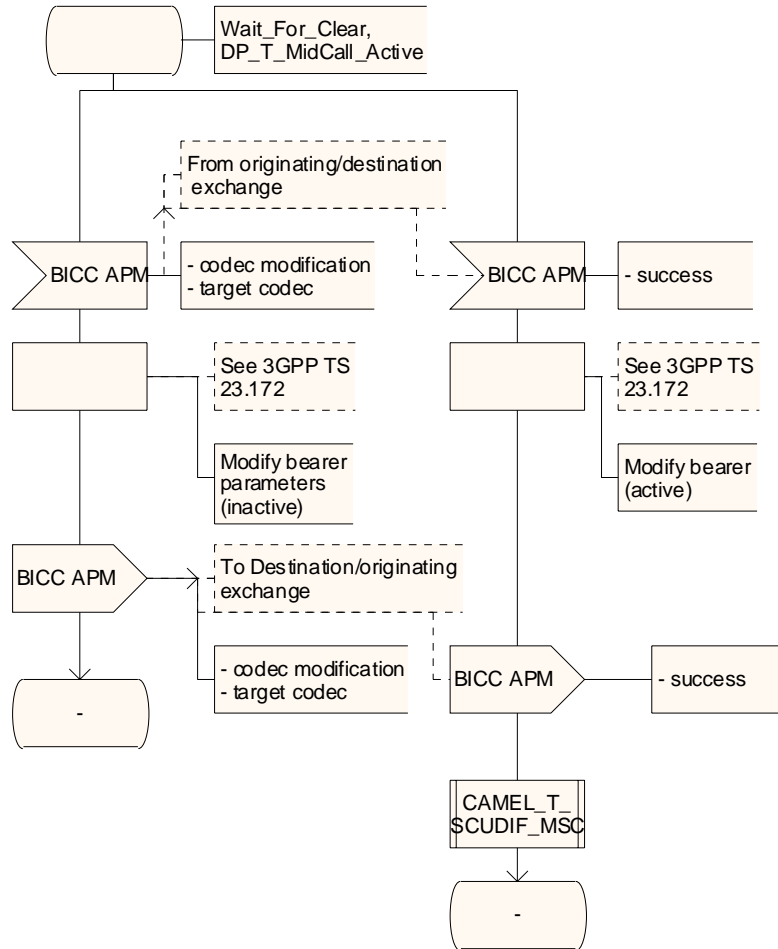 Wait_For_Clear,
DP_T_MidCall_Active
From originating/destination
exchange
BICC APM
- codec modification
- target codec
BICC APM
- success
See 3GPP TS
23.172
Modify bearer
parameters
(inactive)
See 3GPP TS
23.172
Modify bearer
(active)
BICC APM
To Destination/originating
exchange
- codec modification
- target codec
BICC APM
- success
-
CAMEL_T_
SCUDIF_MSC
-